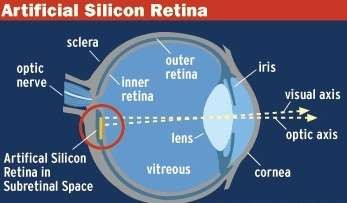 Artificial Silicon Retina
sclera
outer
retina
iris
optic
nerve
inner
retina
visual axis
optic axis
lens
Artifical Silicon
Retina in
Subretinal Space
vitreous
cornea